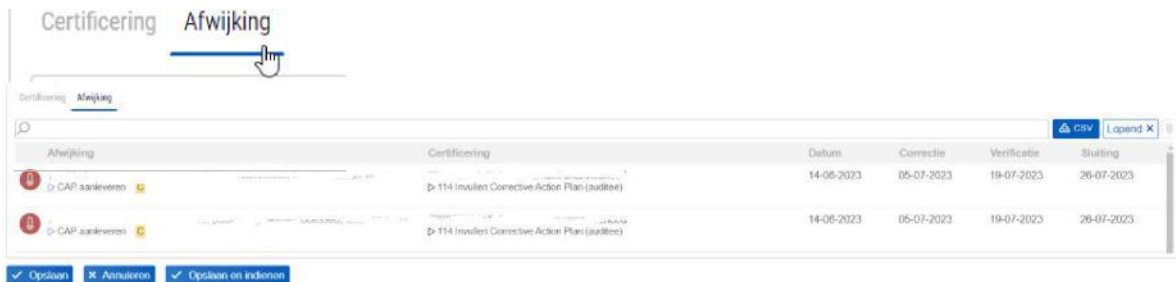 Certificering Afwijking
Certificering Afwijking
CSV Lopend ×
Afwijking Certificering Datum Correctie Verificatie Sluiting
14-06-2023 05-07-2023 19-07-2023 26-07-2023
CAP aanleveren C 114 Invullen Corrective Action Plan (auditee)
14-06-2023 05-07-2023 19-07-2023 26-07-2023
CAP aanleveren C 114 Invullen Corrective Action Plan (auditee)
Opslaan Annuleren Opslaan en indienen